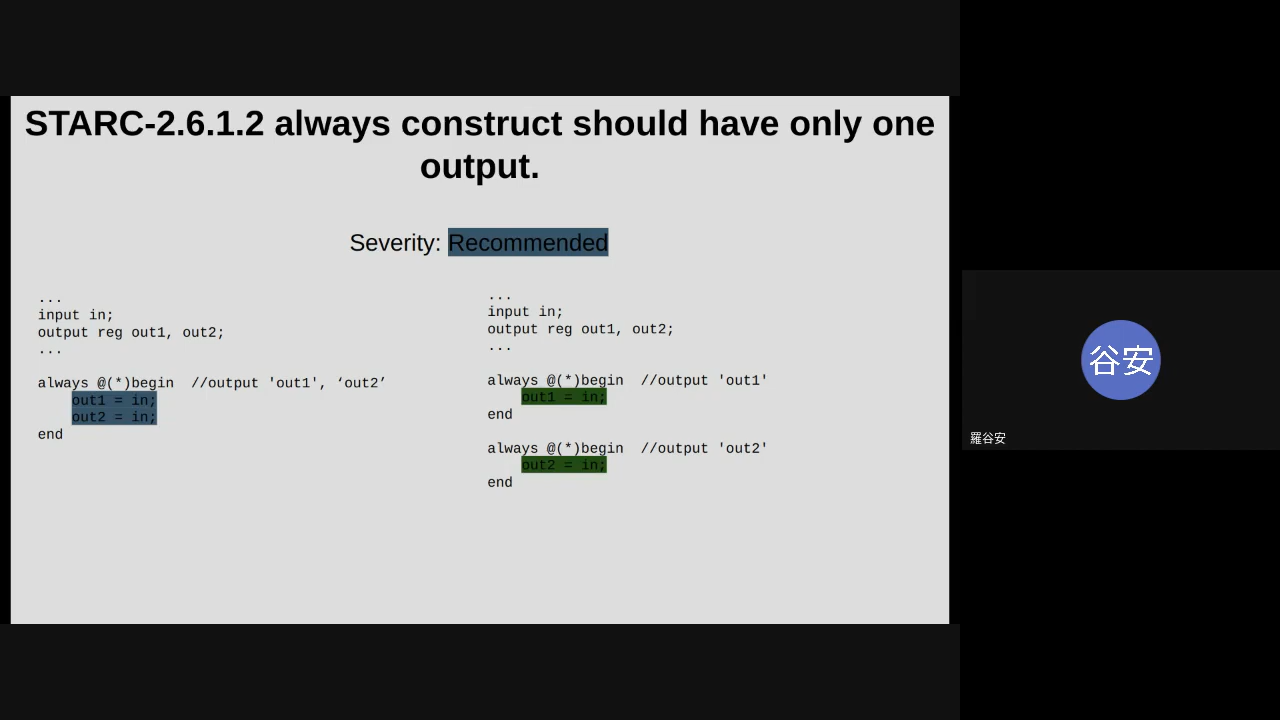 STARC-2.6.1.2 always construct should have only one
output.
Severity: Recommended
...
input in;
output reg out1, out2;
...
always @(*)begin  //output 'out1', ‘out2’
out1 = in;
out2 = in;
end
...
input in;
output reg out1, out2;
...
always @(*)begin  //output 'out1'
out1 = in;
end
always @(*)begin  //output 'out2'
out2 = in;
end
谷安
羅谷安